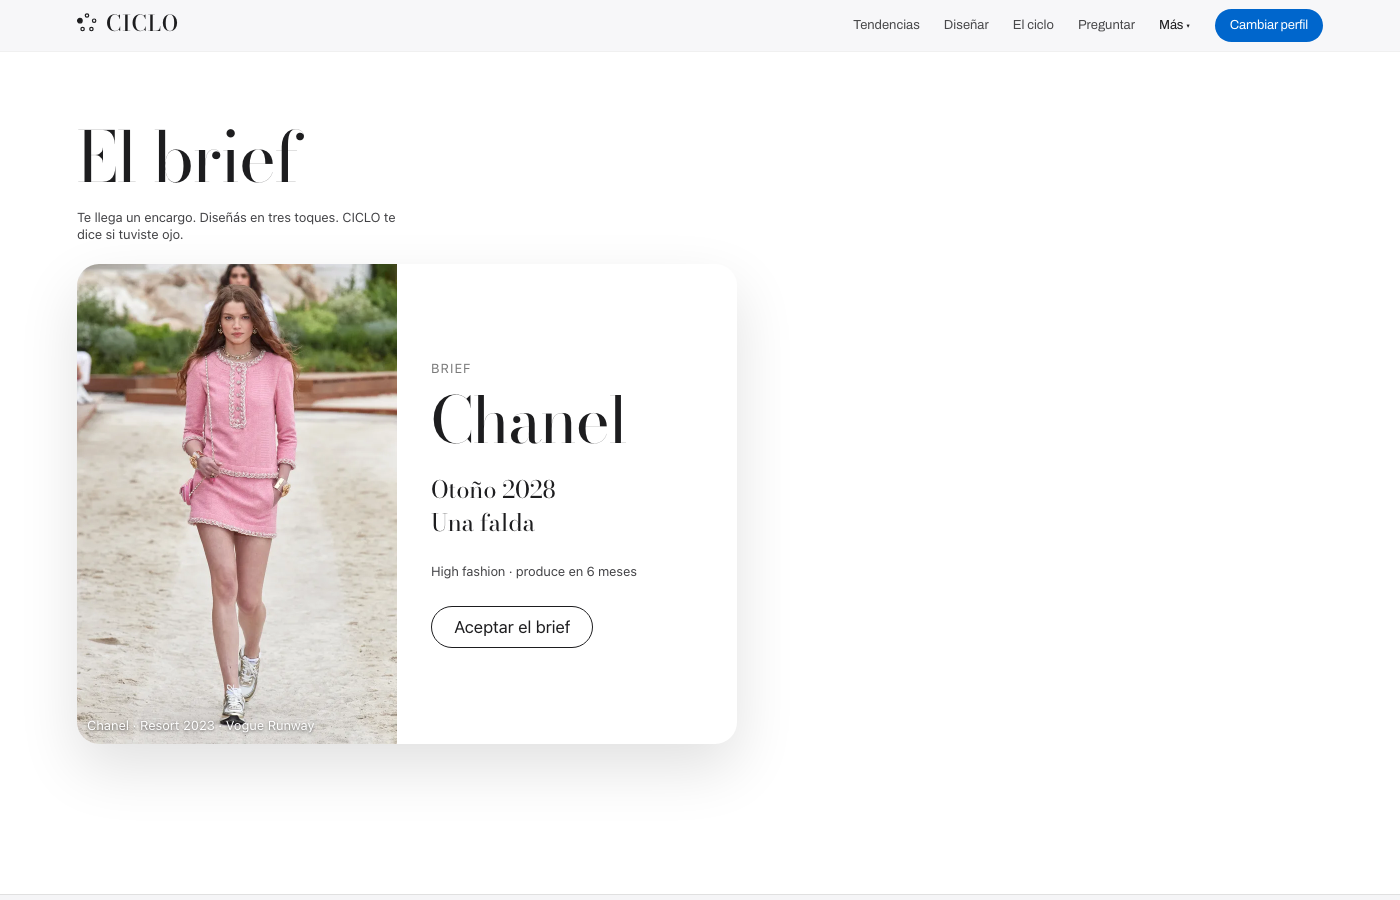 CICLO
Tendencias
Diseñar
El ciclo
Preguntar
Más
Cambiar perfil
El brief
Te llega un encargo. Diseñás en tres toques. CICLO te
dice si tuviste ojo.
BRIEF
Chanel
Otoño 2028
Una falda
High fashion · produce en 6 meses
Aceptar el brief
Chanel · Resort 2023 · Vogue Runway